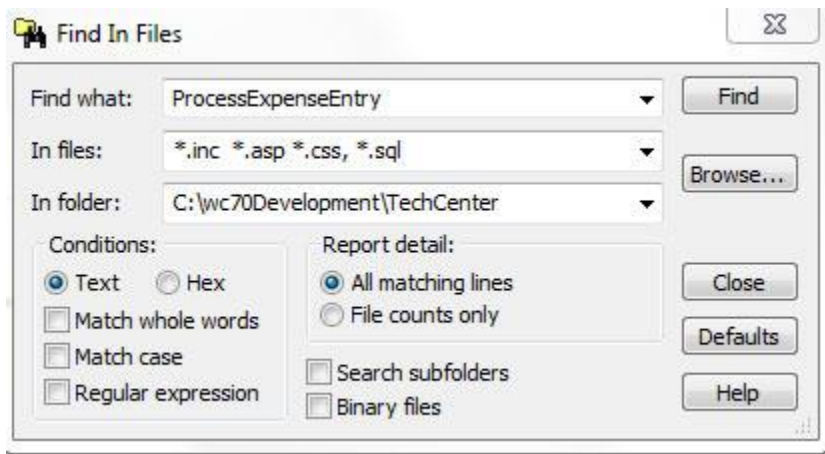 Find In Files
Find what: ProcessExpenseEntry Find
In files: *.inc *.asp *.css, *.sql
Browse...
In folder: C:\wc70Development\TechCenter
Conditions: Report detail:
Text Hex All matching lines Close
Match whole words File counts only
Defaults
Match case
Search subfolders
Regular expression Help
Binary files